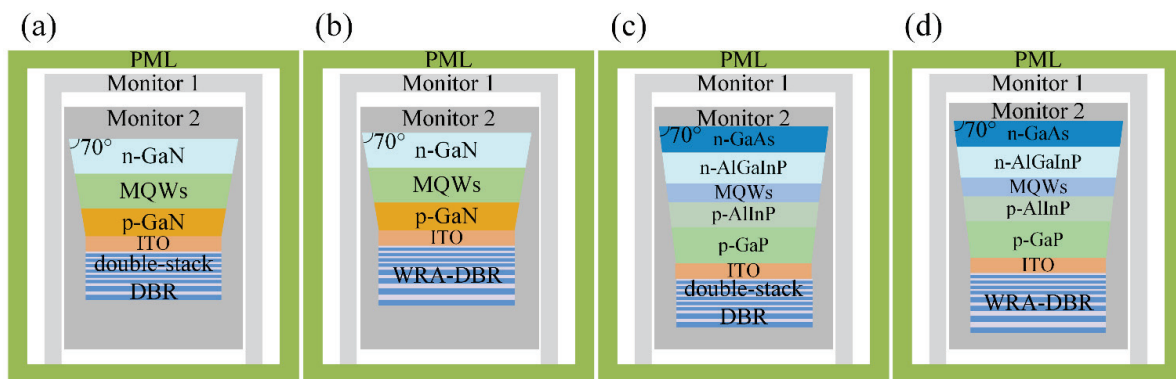 (a)
PML
Monitor 1
Monitor 2
70°
n-GaN
MQWs
p-GaN
ITO
double-stack
DBR
(b)
PML
Monitor 1
Monitor 2
70°
n-GaN
MQWs
p-GaN
ITO
WRA-DBR
(c)
PML
Monitor 1
Monitor 2
70°
n-GaAs
n-AlGaInP
MQWs
p-AlInP
p-GaP
ITO
double-stack
DBR
(d)
PML
Monitor 1
Monitor 2
70°
n-GaAs
n-AlGaInP
MQWs
p-AlInP
p-GaP
ITO
WRA-DBR